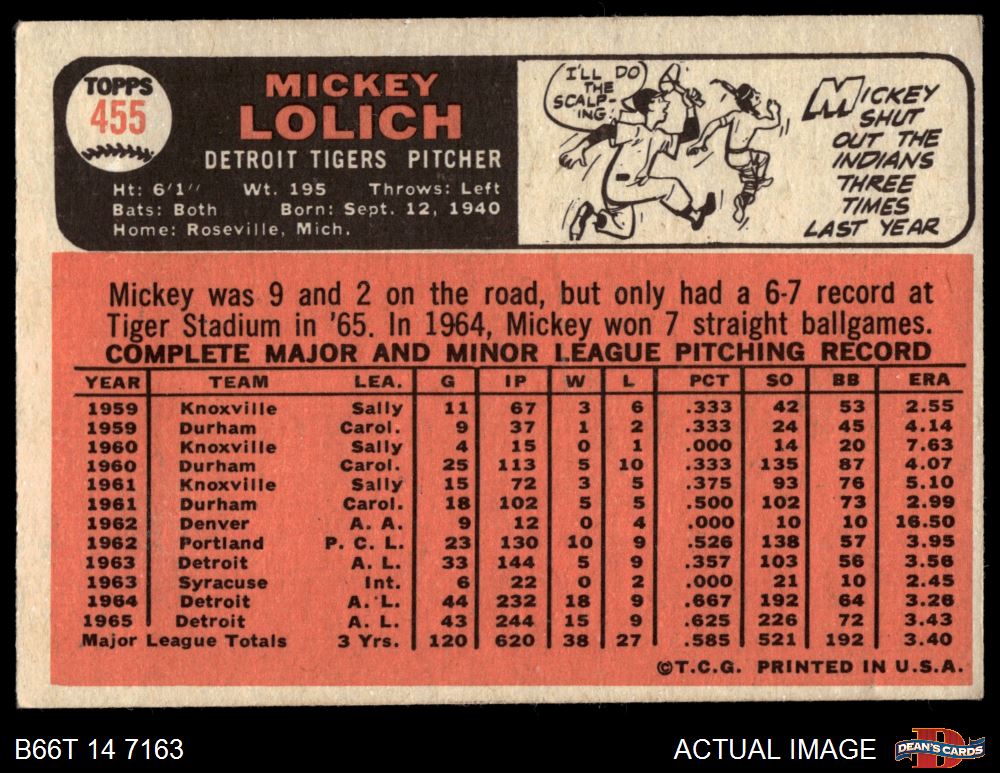 TOPPS
455
MICKEY
LOLICH
DETROIT TIGERS PITCHER
Ht: 6'1" Wt. 195 Throws: Left
Bats: Both Born: Sept. 12, 1940
Home: Roseville, Mich.
I'LL DO
THE
SCALP-
ING!
MICKEY
SHUT
OUT THE
INDIANS
THREE
TIMES
LAST YEAR
Mickey was 9 and 2 on the road, but only had a 6-7 record at
Tiger Stadium in '65. In 1964, Mickey won 7 straight ballgames.
COMPLETE MAJOR AND MINOR LEAGUE PITCHING RECORD
YEAR TEAM LEA. G IP W L PCT SO BB ERA
1959 Knoxville Sally 11 67 3 6 .333 42 53 2.55
1959 Durham Carol. 9 37 1 2 .333 24 45 4.14
1960 Knoxville Sally 4 15 0 1 .000 14 20 7.63
1960 Durham Carol. 25 113 5 10 .333 135 87 4.07
1961 Knoxville Sally 15 72 3 5 .375 93 76 5.10
1961 Durham Carol. 18 102 5 5 .500 102 73 2.99
1962 Denver A. A. 9 12 0 4 .000 10 10 16.50
1962 Portland P. C. L. 23 130 10 9 .526 138 57 3.95
1963 Detroit A. L. 33 144 5 9 .357 103 56 3.56
1963 Syracuse Int. 6 22 0 2 .000 21 10 2.45
1964 Detroit A. L. 44 232 18 9 .667 192 64 3.26
1965 Detroit A. L. 43 244 15 9 .625 226 72 3.43
Major League Totals 3 Yrs. 120 620 38 27 .585 521 192 3.40
©T.C.G. PRINTED IN U.S.A.
B66T 14 7163
ACTUAL IMAGE
D
DEAN'S CARDS